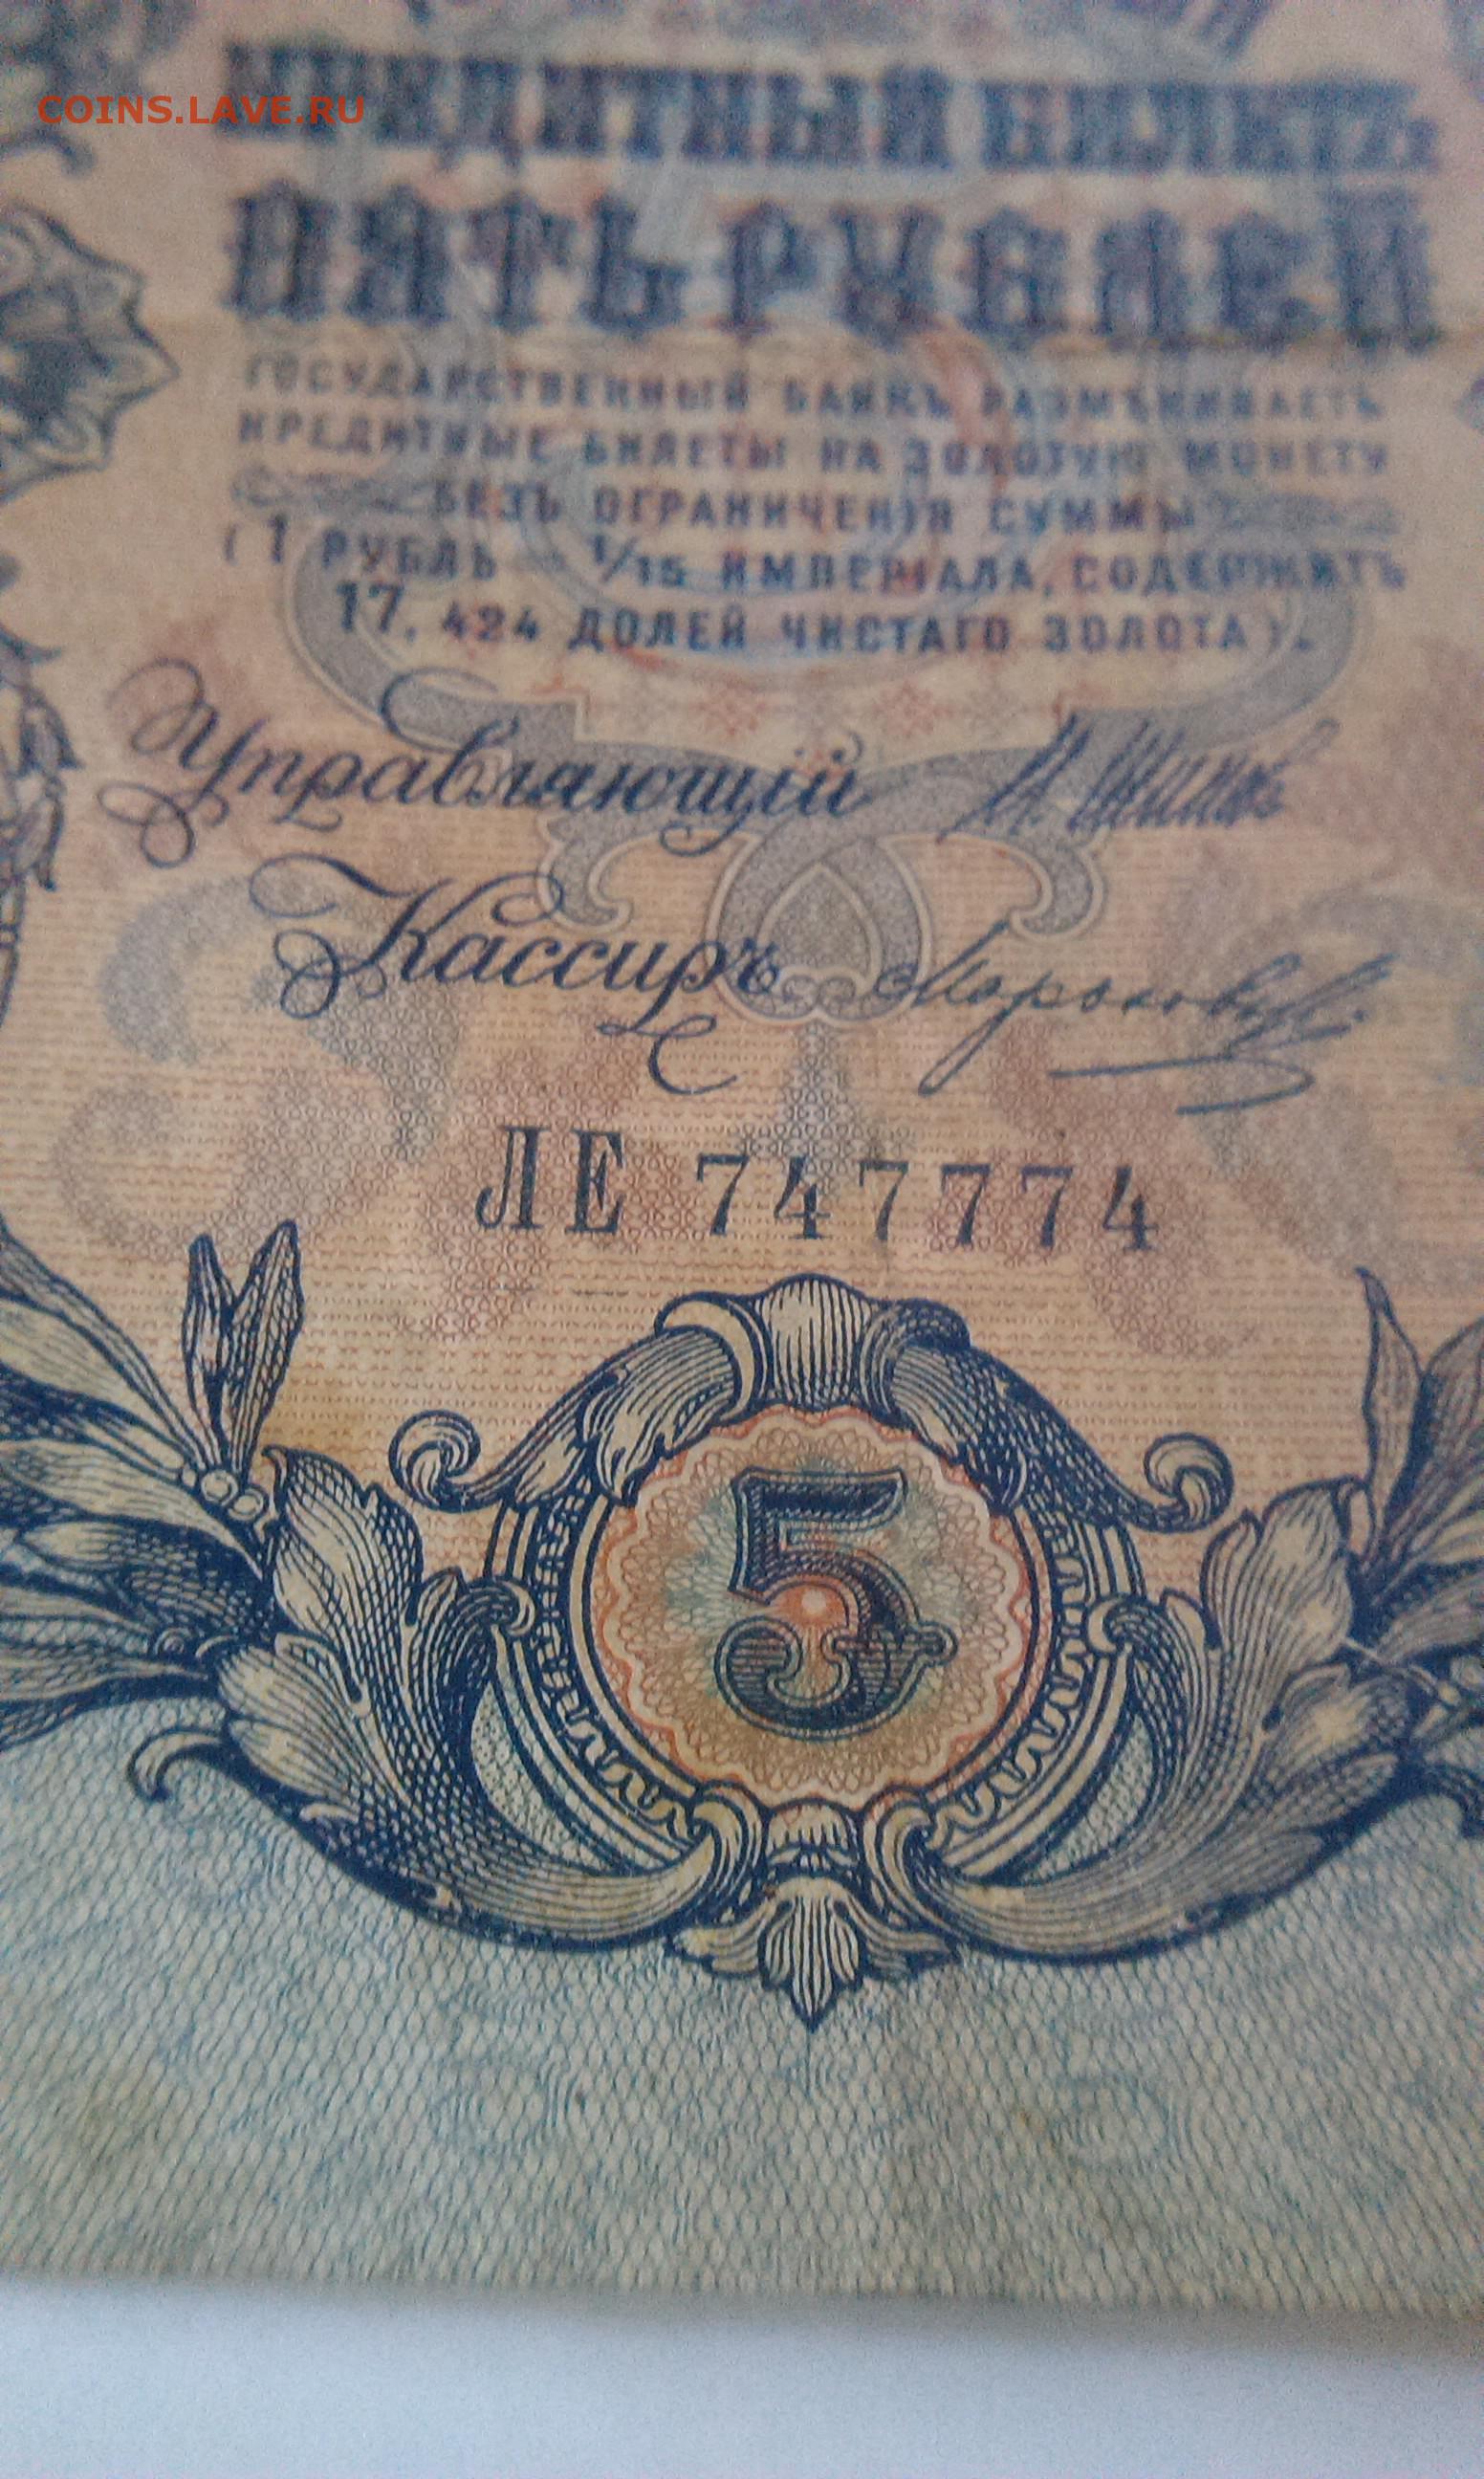 COINS.LAVE.RU
КРЕДИТНЫЙ БИЛЕТЪ
ПЯТЬ РУБЛЕЙ
ГОСУДАРСТВЕННЫЙ БАНКЪ РАЗМѢНИВАЕТЪ
КРЕДИТНЫЕ БИЛЕТЫ НА ЗОЛОТУЮ МОНЕТУ
БЕЗЪ ОГРАНИЧЕНІЯ СУММЫ
(1 РУБЛЬ = 1/15 ИМПЕРІАЛА, СОДЕРЖИТЪ
17,424 ДОЛЕЙ ЧИСТАГО ЗОЛОТА).
Управляющій И. Шиповъ
Кассиръ
ЛЕ 747774
5